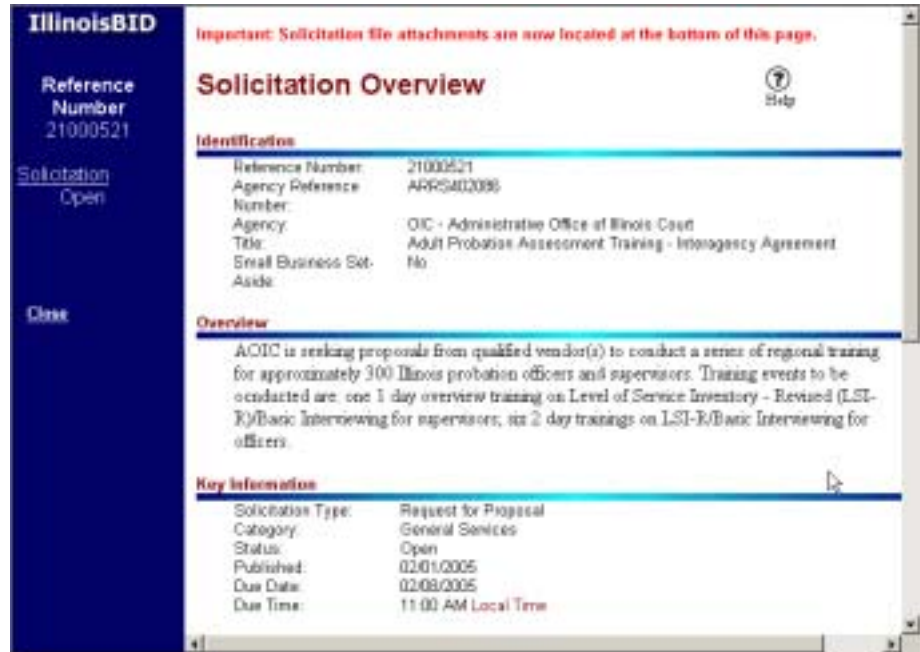 IllinoisBID
Reference
Number
21000521
Solicitation
Open
Close
Important: Solicitation file attachments are now located at the bottom of this page.
Solicitation Overview
Help
Identification
Reference Number: 21000521
Agency Reference ARRS402086
Number:
Agency: OIC - Administrative Office of Illinois Court
Title: Adult Probation Assessment Training - Interagency Agreement
Small Business Set- No
Aside:
Overview
AOIC is seeking proposals from qualified vendor(s) to conduct a series of regional training
for approximately 300 Illinois probation officers and supervisors. Training events to be
conducted are: one 1 day overview training on Level of Service Inventory - Revised (LSI-
R)/Basic Interviewing for supervisors; six 2 day trainings on LSI-R/Basic Interviewing for
officers.
Key Information
Solicitation Type: Request for Proposal
Category: General Services
Status: Open
Published: 02/01/2005
Due Date: 02/08/2005
Due Time: 11:00 AM Local Time